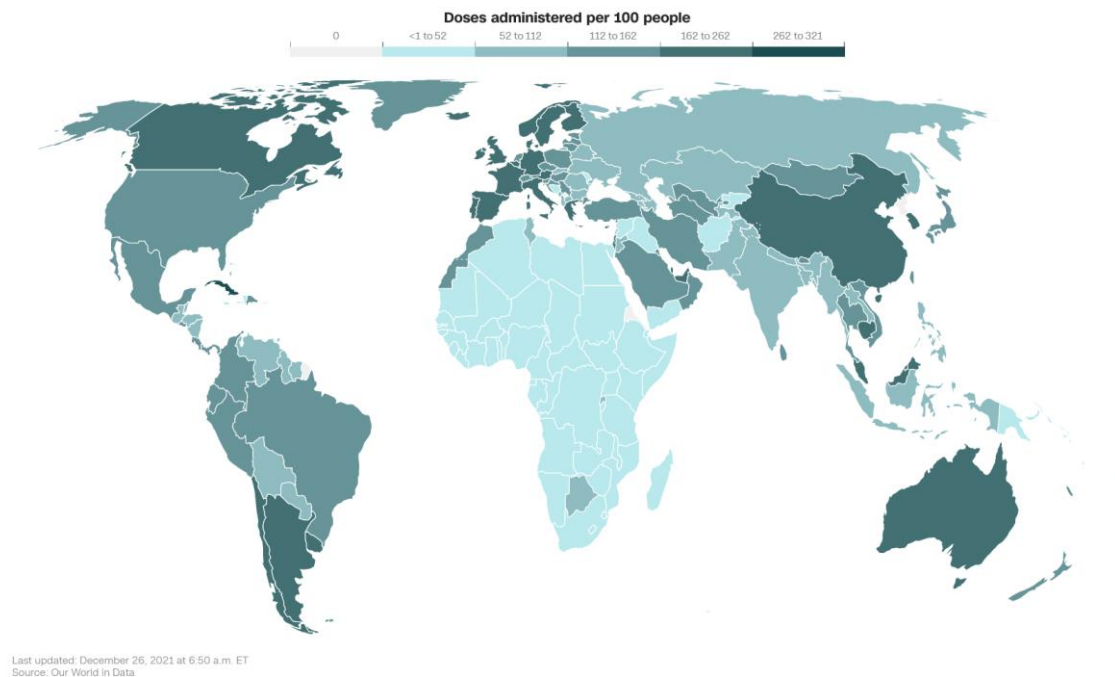 Doses administered per 100 people
0 <1 to 52 52 to 112 112 to 162 162 to 262 262 to 321
Last updated: December 26, 2021 at 6:50 a.m. ET
Source: Our World in Data